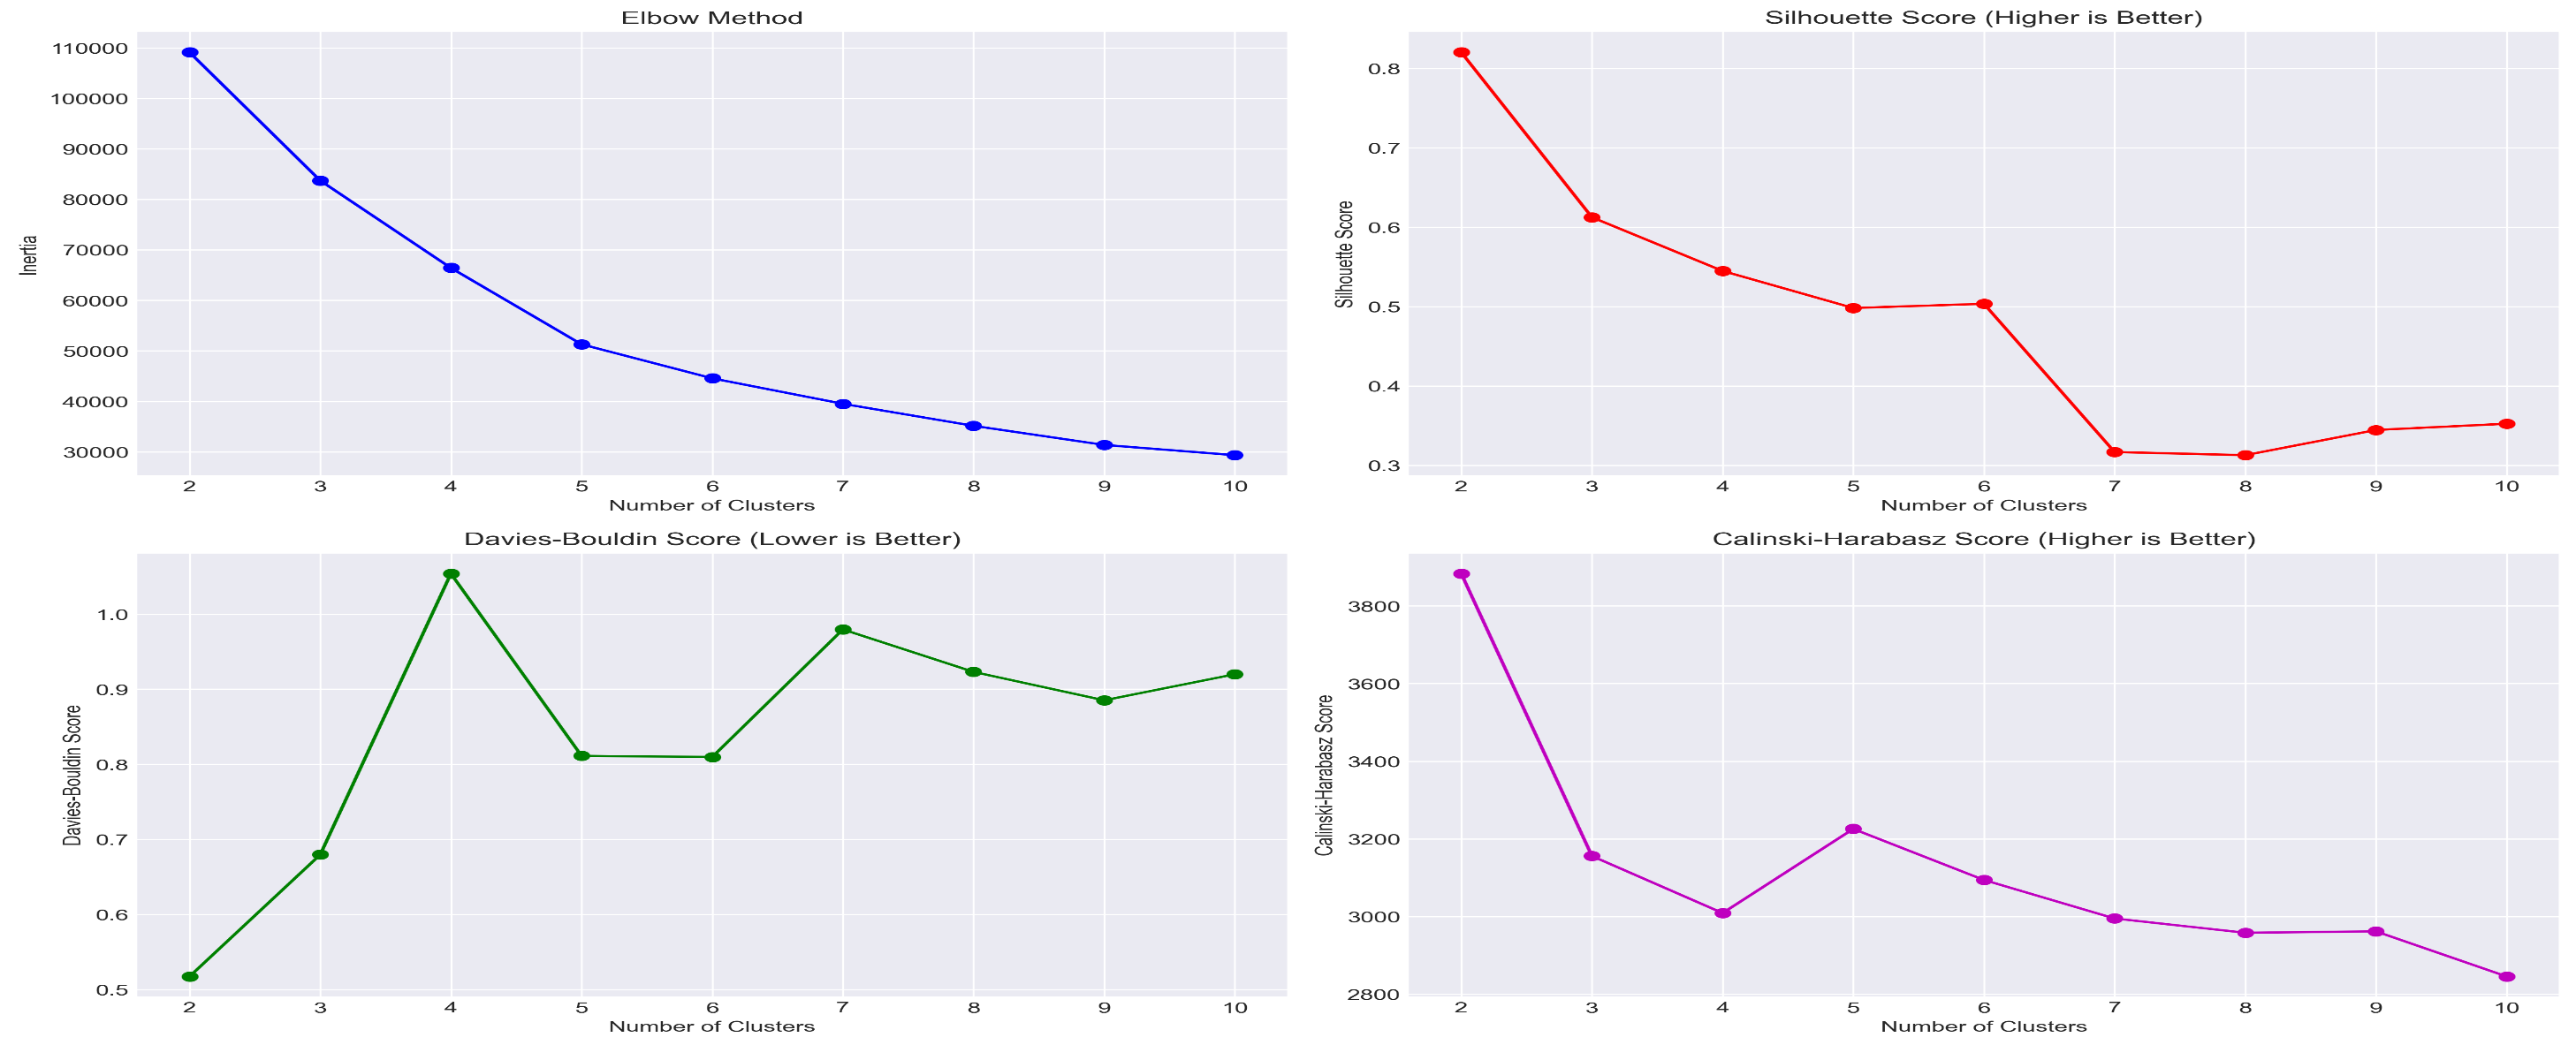 Elbow Method
Inertia
110000
100000
90000
80000
70000
60000
50000
40000
30000
2 3 4 5 6 7 8 9 10
Number of Clusters
Silhouette Score (Higher is Better)
Silhouette Score
0.8
0.7
0.6
0.5
0.4
0.3
2 3 4 5 6 7 8 9 10
Number of Clusters
Davies-Bouldin Score (Lower is Better)
Davies-Bouldin Score
1.0
0.9
0.8
0.7
0.6
0.5
2 3 4 5 6 7 8 9 10
Number of Clusters
Calinski-Harabasz Score (Higher is Better)
Calinski-Harabasz Score
3800
3600
3400
3200
3000
2800
2 3 4 5 6 7 8 9 10
Number of Clusters